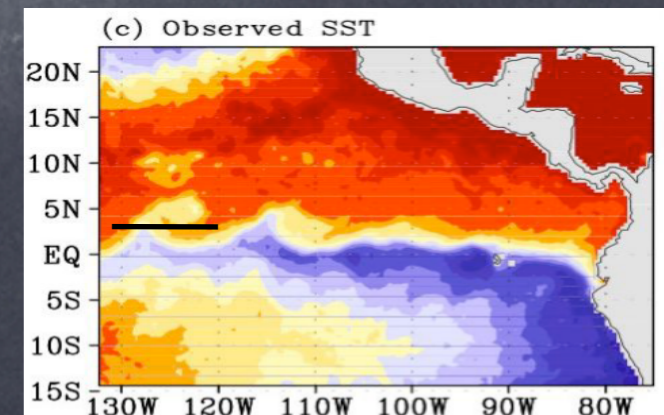 (c) Observed SST
20N
15N
10N
5N
EQ
5S
10S
15S
130W 120W 110W 100W 90W 80W